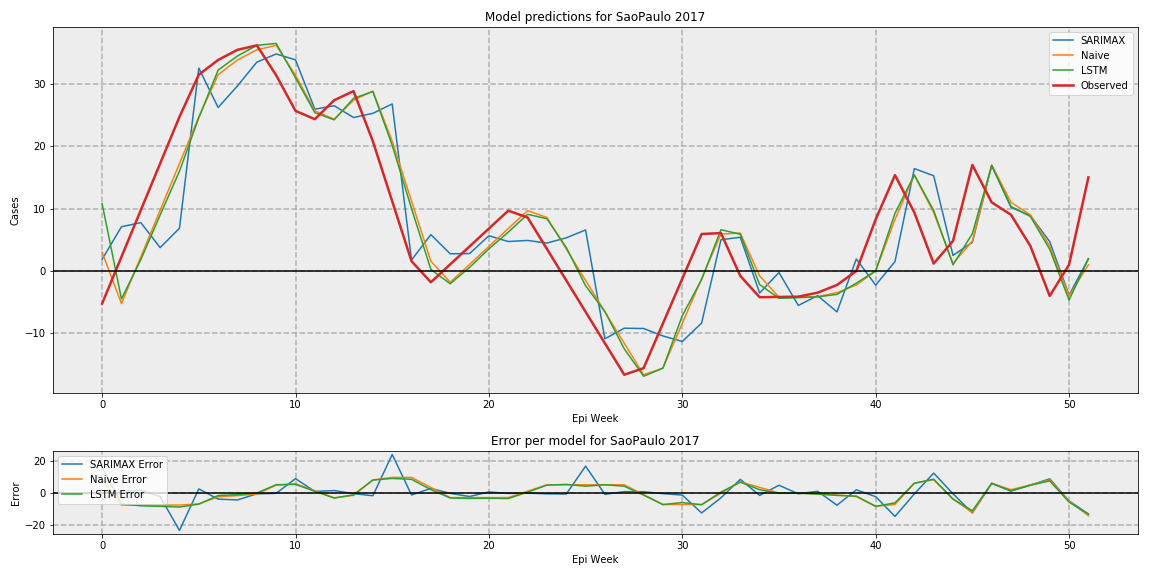 Model predictions for SaoPaulo 2017
SARIMAX
Naive
LSTM
Observed
Cases
30
20
10
0
−10
0 10 20 30 40 50
Epi Week
Error per model for SaoPaulo 2017
SARIMAX Error
Naive Error
LSTM Error
Error
20
0
−20
0 10 20 30 40 50
Epi Week